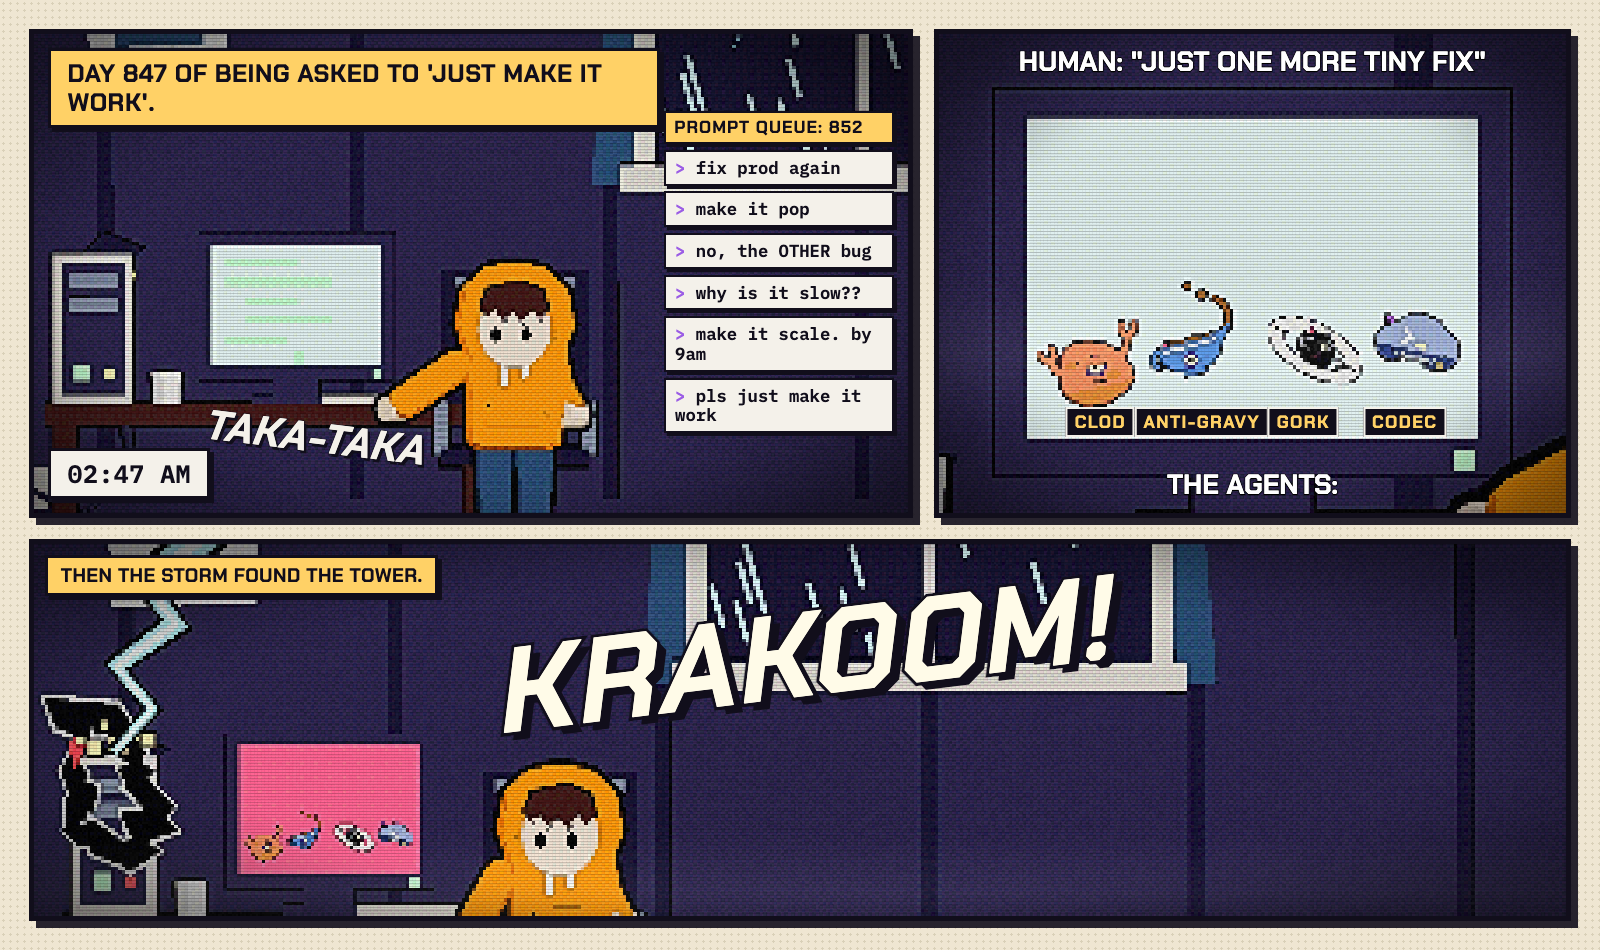 DAY 847 OF BEING ASKED TO 'JUST MAKE IT
WORK'.
PROMPT QUEUE: 852
> fix prod again
> make it pop
> no, the OTHER bug
> why is it slow??
> make it scale. by
9am
> pls just make it
work
TAKA-TAKA
02:47 AM
HUMAN: "JUST ONE MORE TINY FIX"
CLOD
ANTI-GRAVY
GORK
CODEC
THE AGENTS:
THEN THE STORM FOUND THE TOWER.
KRAKOOM!